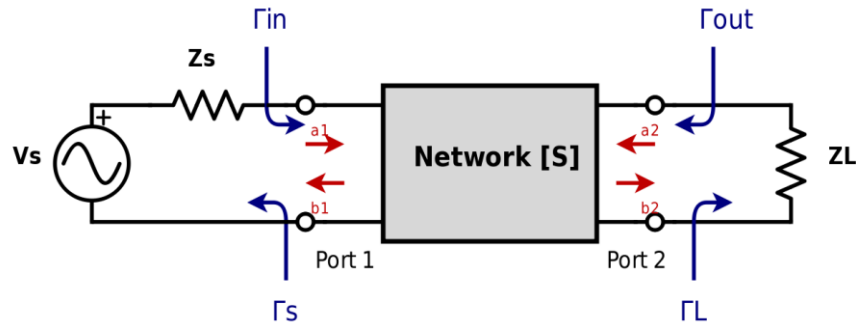 Γin
Γout
Zs
+
a1
a2
Vs
Network [S]
ZL
b1
b2
Port 1
Port 2
Γs
ΓL